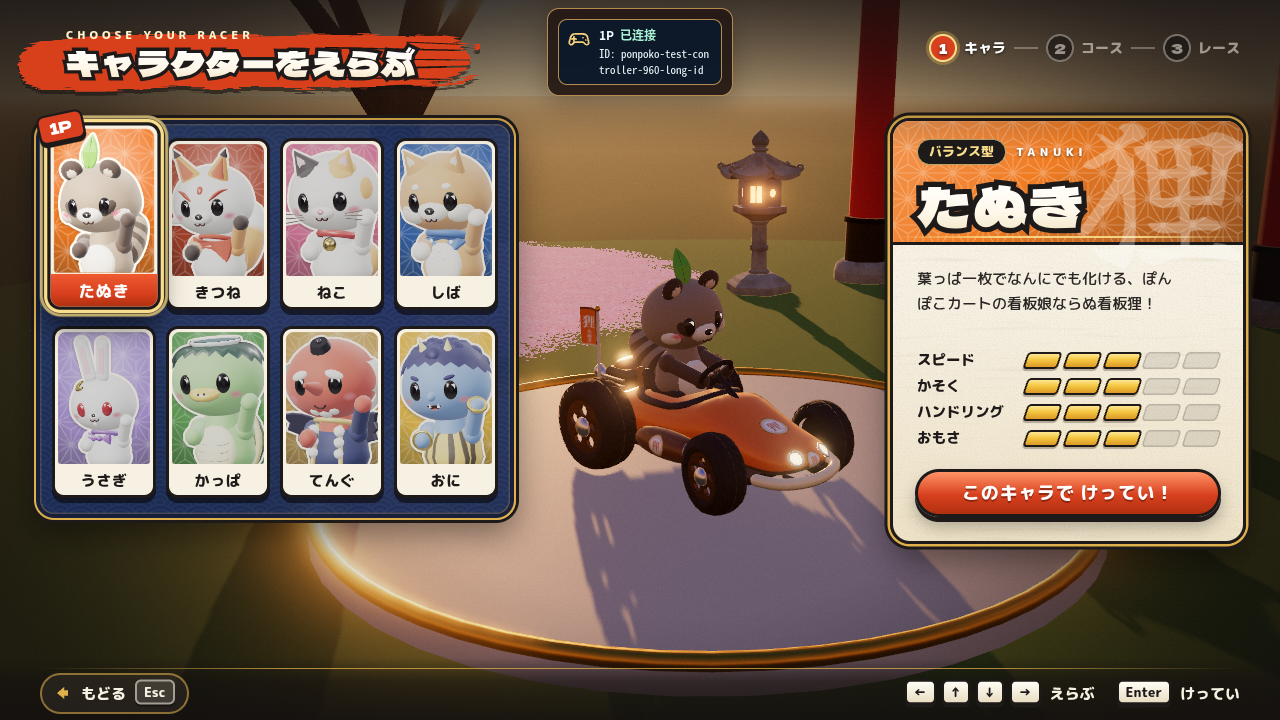 CHOOSE YOUR RACER
キャラクターをえらぶ
1P 已连接
ID: ponpoko-test-con
troller-960-long-id
1 キャラ
2 コース
3 レース
1P
たぬき
きつね
ねこ
しば
うさぎ
かっぱ
てんぐ
おに
バランス型
TANUKI
狸
たぬき
葉っぱ一枚でなんにでも化ける、ぽん
ぽこカートの看板娘ならぬ看板狸！
スピード
かそく
ハンドリング
おもさ
このキャラで けってい！
もどる Esc
← ↑ ↓ → えらぶ Enter けってい